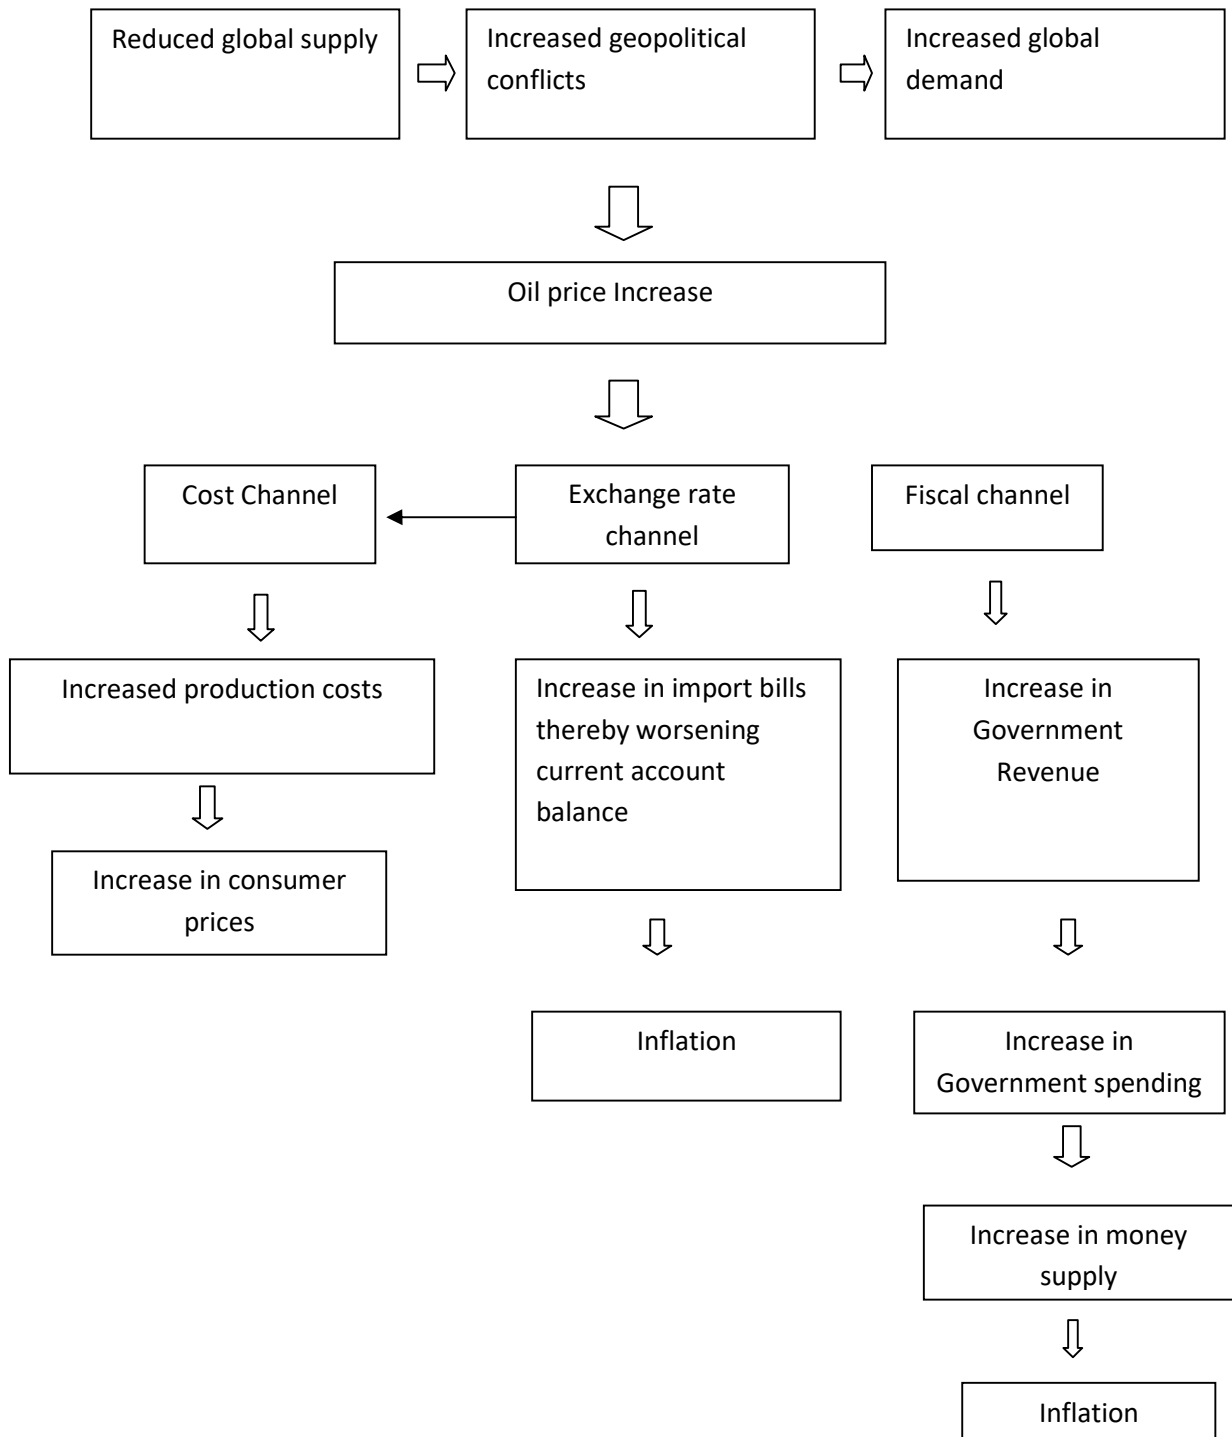 Reduced global supply
Increased geopolitical
conflicts
Increased global
demand
Oil price Increase
Cost Channel
Exchange rate
channel
Fiscal channel
Increased production costs
Increase in import bills
thereby worsening
current account
balance
Increase in
Government
Revenue
Increase in consumer
prices
Inflation
Increase in
Government spending
Increase in money
supply
Inflation